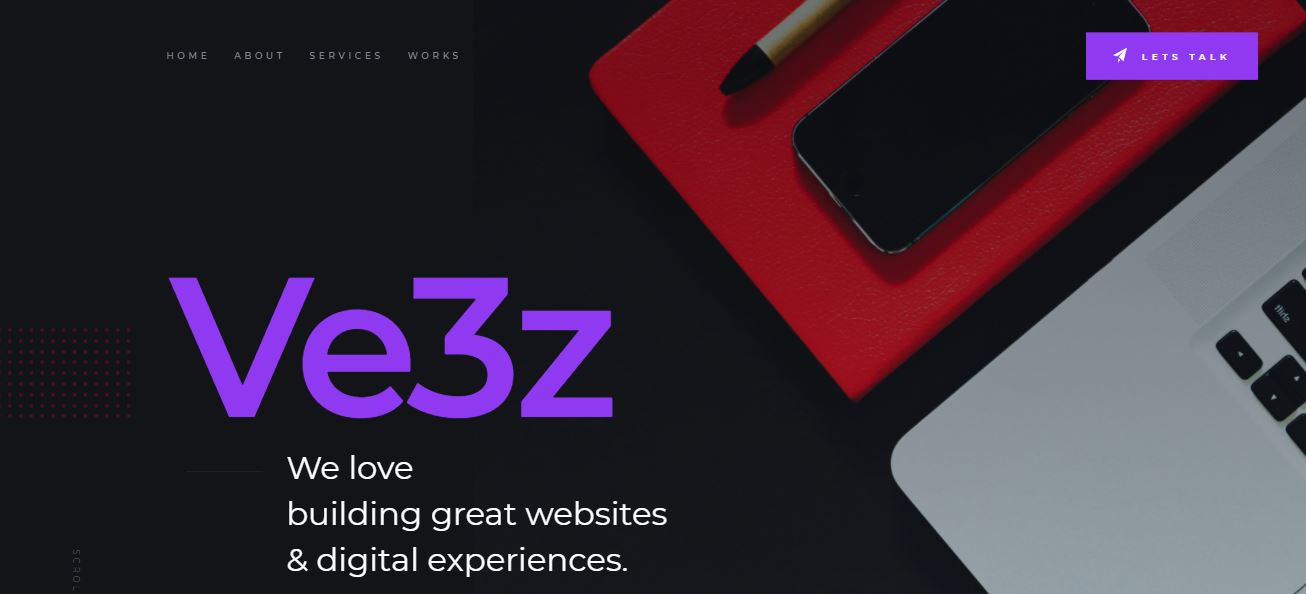 HOME ABOUT SERVICES WORKS
LETS TALK
Ve3z
We love
building great websites
& digital experiences.
SCROL